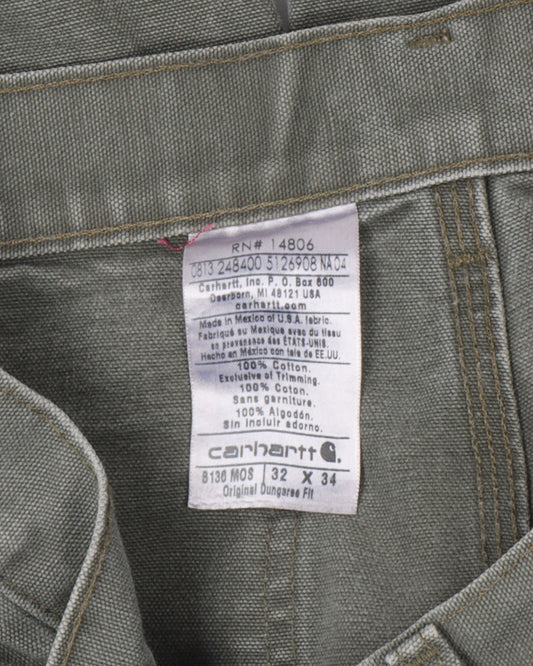 RN# 14806
0813 248400 5126908 NA 04
Carhartt, Inc. P. O. Box 600
Dearborn, MI 48121 USA
carhartt.com
Made in Mexico of U.S.A. fabric.
Fabriqué au Mexique avec du tissu
en provenance des ÉTATS-UNIS.
Hecho en México con tela de EE.UU.
100% Cotton.
Exclusive of Trimming.
100% Cotton.
Sans garniture.
100% Algodón.
Sin incluir adorno.
carhartt
B136 MOS 32 X 34
Original Dungaree Fit